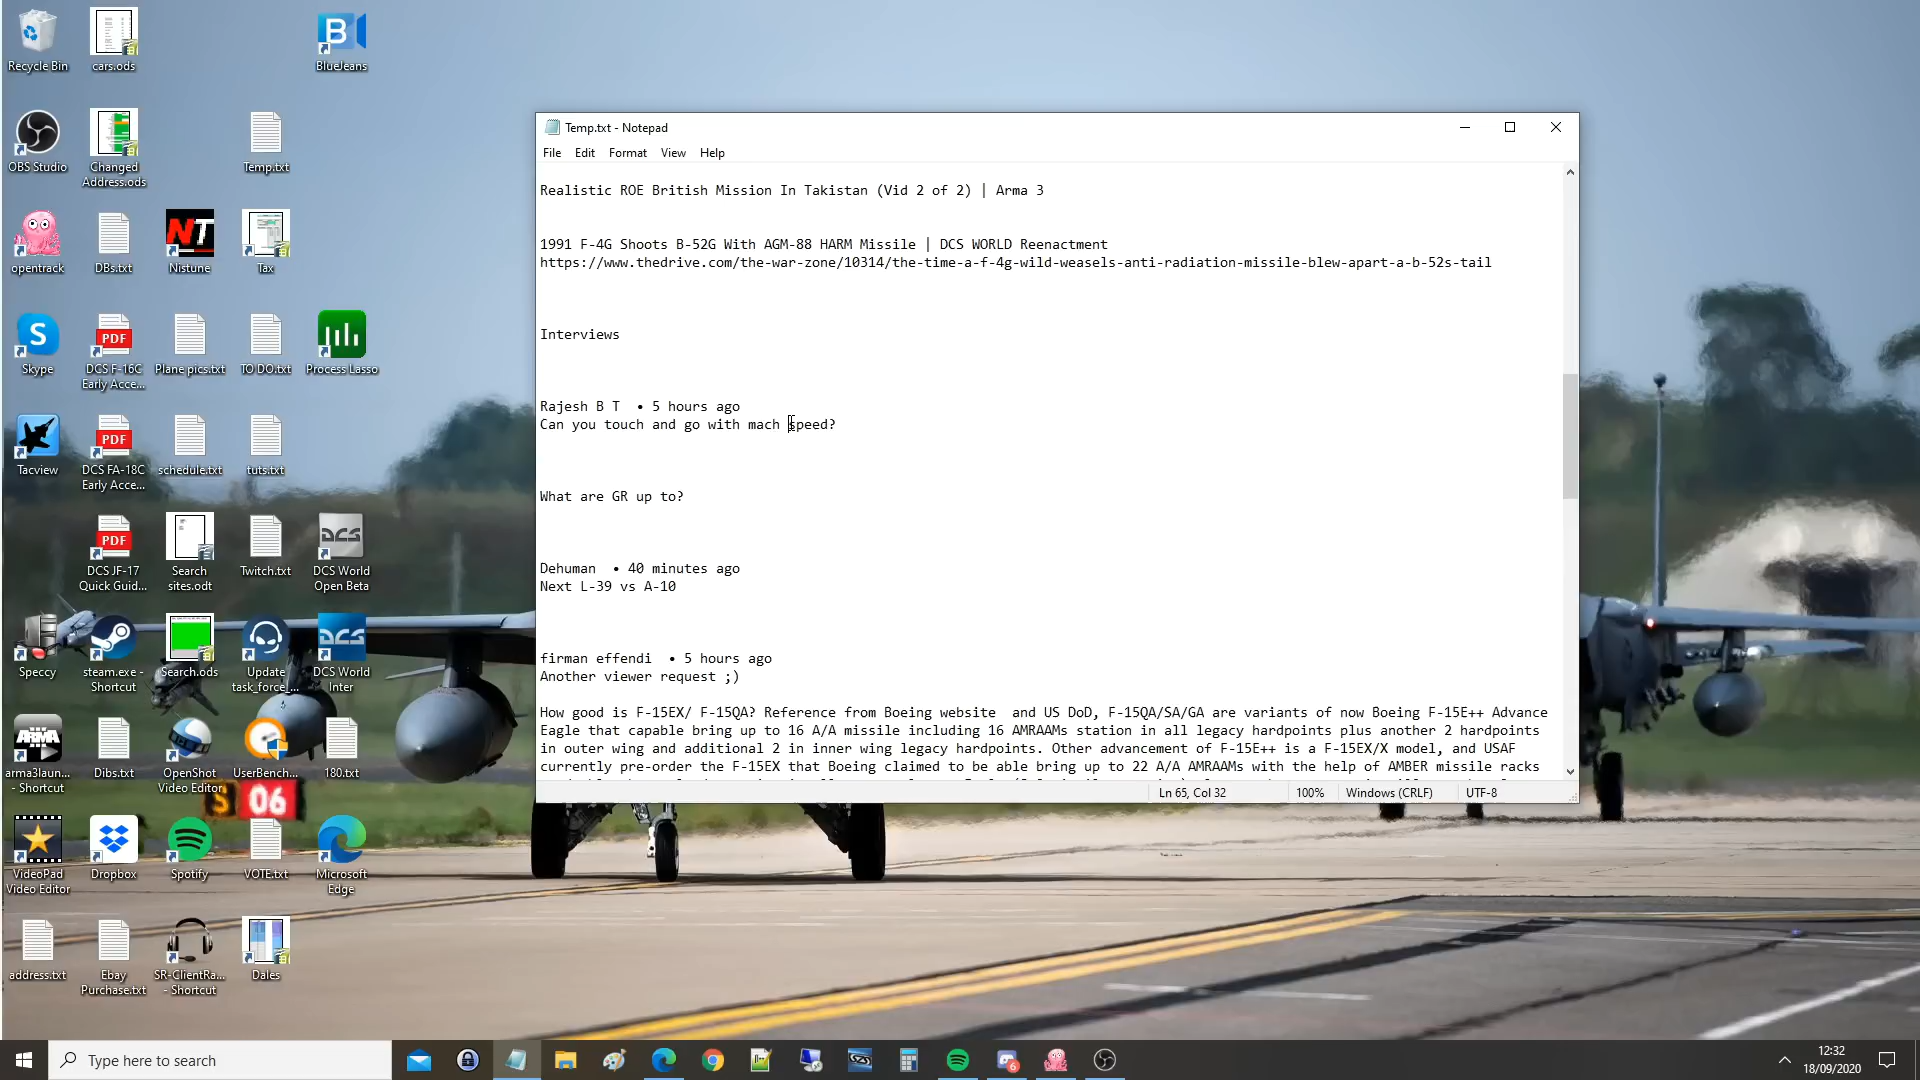 Recycle Bin
cars.ods
BlueJeans
OBS Studio
Changed
Address.ods
Temp.txt
opentrack
DBs.txt
NT
Nistune
Tax
Skype
PDF
DCS F-16C
Early Acce...
Plane pics.txt
TO DO.txt
Process Lasso
Tacview
PDF
DCS FA-18C
Early Acce...
schedule.txt
tuts.txt
PDF
DCS JF-17
Quick Guid...
Search
sites.odt
Twitch.txt
DCS
DCS World
Open Beta
Speccy
steam.exe -
Shortcut
Search.ods
Update
task_force_...
DCS
DCS World
Inter
ARMA
arma3laun...
- Shortcut
Dibs.txt
OpenShot
Video Editor
UserBench...
180.txt
VideoPad
Video Editor
Dropbox
Spotify
VOTE.txt
Microsoft
Edge
address.txt
Ebay
Purchase.txt
SR-ClientRa...
- Shortcut
Dales
S 06
Temp.txt - Notepad
File Edit Format View Help
Realistic ROE British Mission In Takistan (Vid 2 of 2) | Arma 3
1991 F-4G Shoots B-52G With AGM-88 HARM Missile | DCS WORLD Reenactment
https://www.thedrive.com/the-war-zone/10314/the-time-a-f-4g-wild-weasels-anti-radiation-missile-blew-apart-a-b-52s-tail
Interviews
Rajesh B T • 5 hours ago
Can you touch and go with mach speed?
What are GR up to?
Dehuman • 40 minutes ago
Next L-39 vs A-10
firman effendi • 5 hours ago
Another viewer request ;)
How good is F-15EX/ F-15QA? Reference from Boeing website and US DoD, F-15QA/SA/GA are variants of now Boeing F-15E++ Advance
Eagle that capable bring up to 16 A/A missile including 16 AMRAAMs station in all legacy hardpoints plus another 2 hardpoints
in outer wing and additional 2 in inner wing legacy hardpoints. Other advancement of F-15E++ is a F-15EX/X model, and USAF
currently pre-order the F-15EX that Boeing claimed to be able bring up to 22 A/A AMRAAMs with the help of AMBER missile racks
Ln 65, Col 32 100% Windows (CRLF) UTF-8
Type here to search
6
12:32
18/09/2020